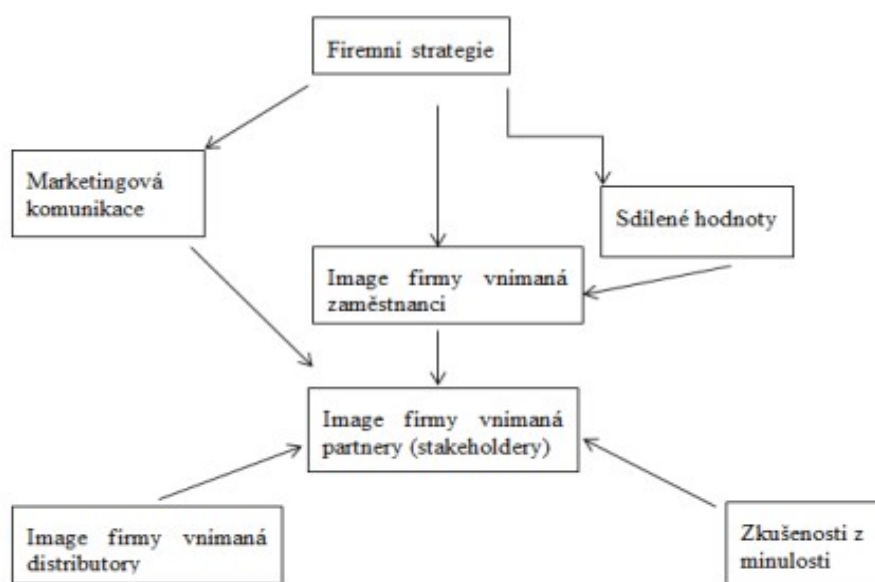 Firemní strategie
Marketingová
komunikace
Sdílené hodnoty
Image firmy vnímaná
zaměstnanci
Image firmy vnímaná
partnery (stakeholdery)
Image firmy vnímaná
distributory
Zkušenosti z
minulosti